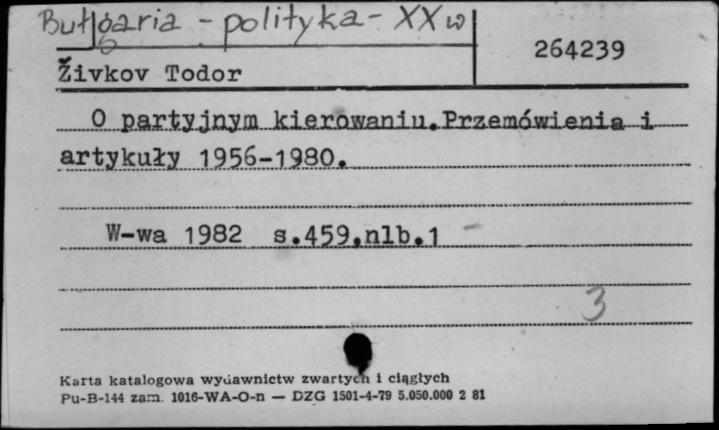 Bułgaria - polityka - XX w
264239
Živkov Todor
O partyjnym kierowaniu.Przemówienia i
artykuły 1956-1980.
W-wa 1982 s.459,nlb.1
3
Karta katalogowa wydawnictw zwartych i ciągłych
Pu-B-144 zam. 1016-WA-O-n — DZG 1501-4-79 5.050.000 2 81